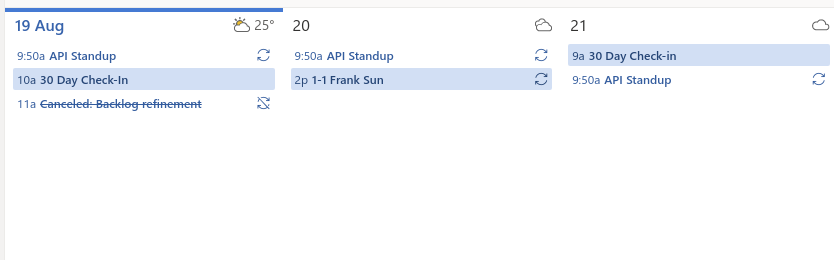 19 Aug 25°
9:50a API Standup
10a 30 Day Check-In
11a Canceled: Backlog refinement
20
9:50a API Standup
2p 1-1 Frank Sun
21
9a 30 Day Check-in
9:50a API Standup